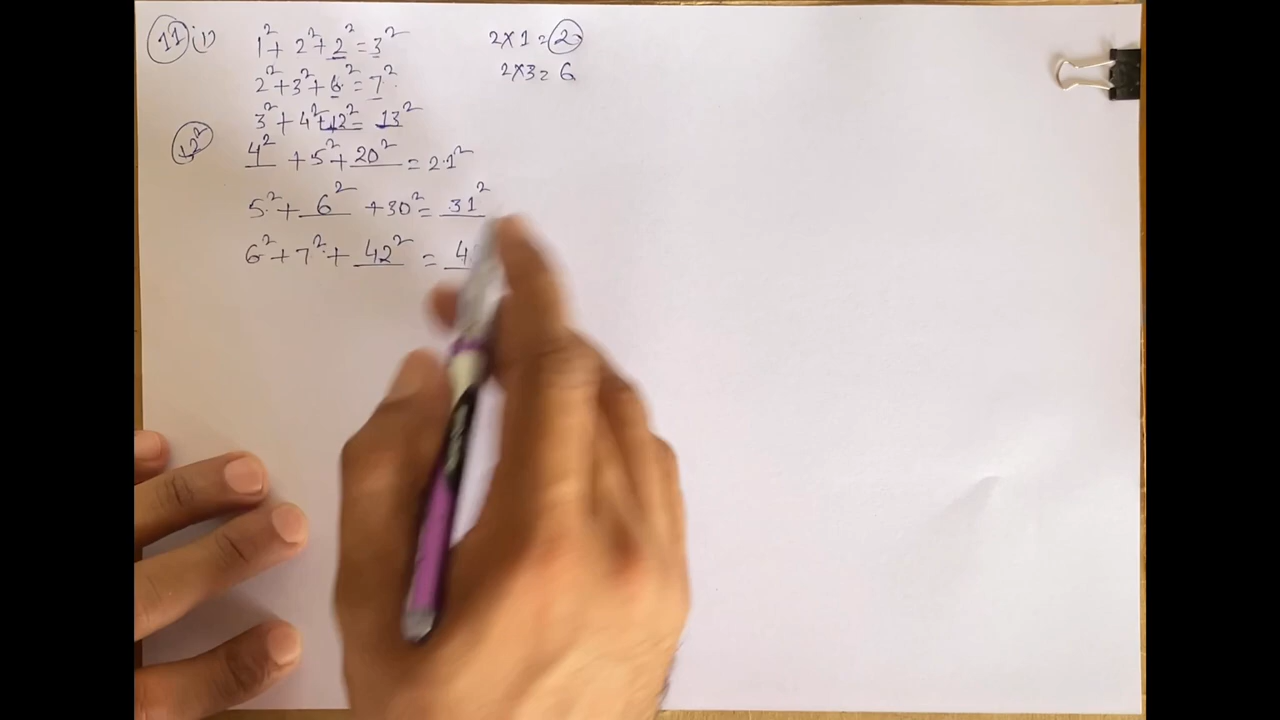 11 (i) 1² + 2² + 2² = 3² 2×1 = 2
2² + 3² + 6² = 7² 2×3 = 6
3² + 4² + 12² = 13²
12²
4² + 5² + 20² = 21²
5² + 6² + 30² = 31²
6² + 7² + 42² = 4